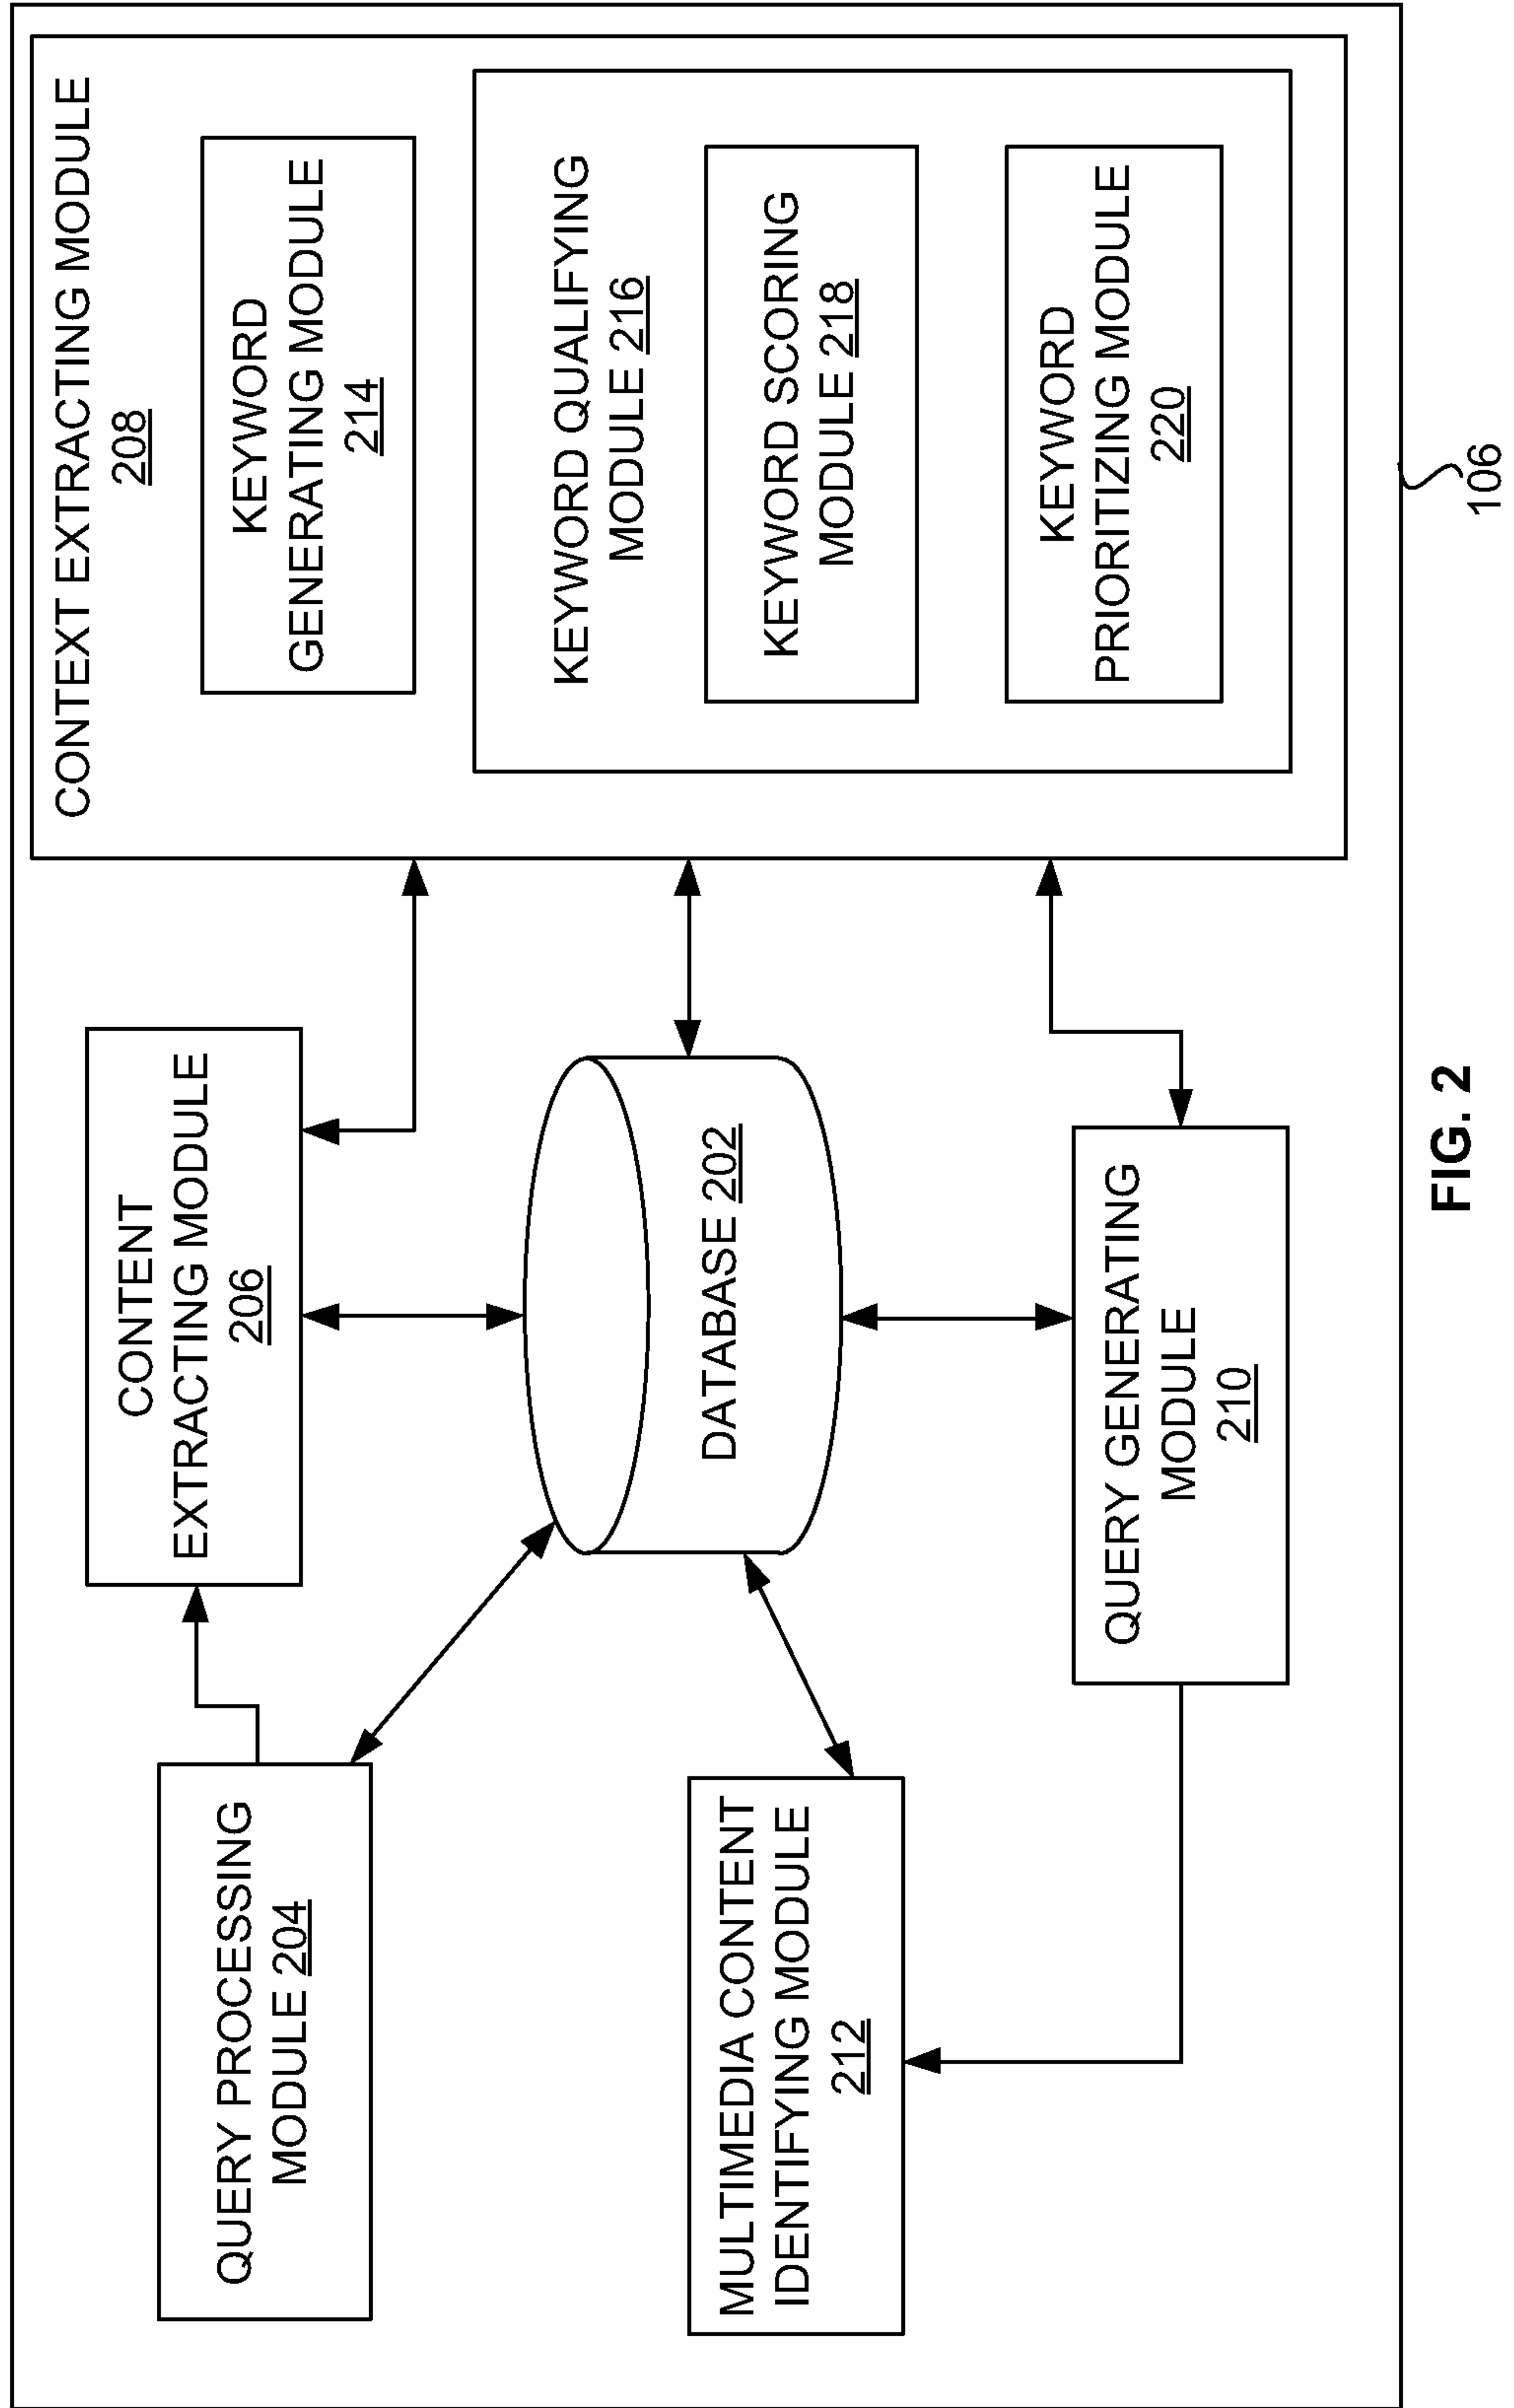 QUERY PROCESSING
MODULE 204
CONTENT
EXTRACTING MODULE
206
CONTEXT EXTRACTING MODULE
208
KEYWORD
GENERATING MODULE
214
KEYWORD QUALIFYING
MODULE 216
KEYWORD SCORING
MODULE 218
KEYWORD
PRIORITIZING MODULE
220
DATABASE 202
MULTIMEDIA CONTENT
IDENTIFYING MODULE
212
QUERY GENERATING
MODULE
210
106
FIG. 2